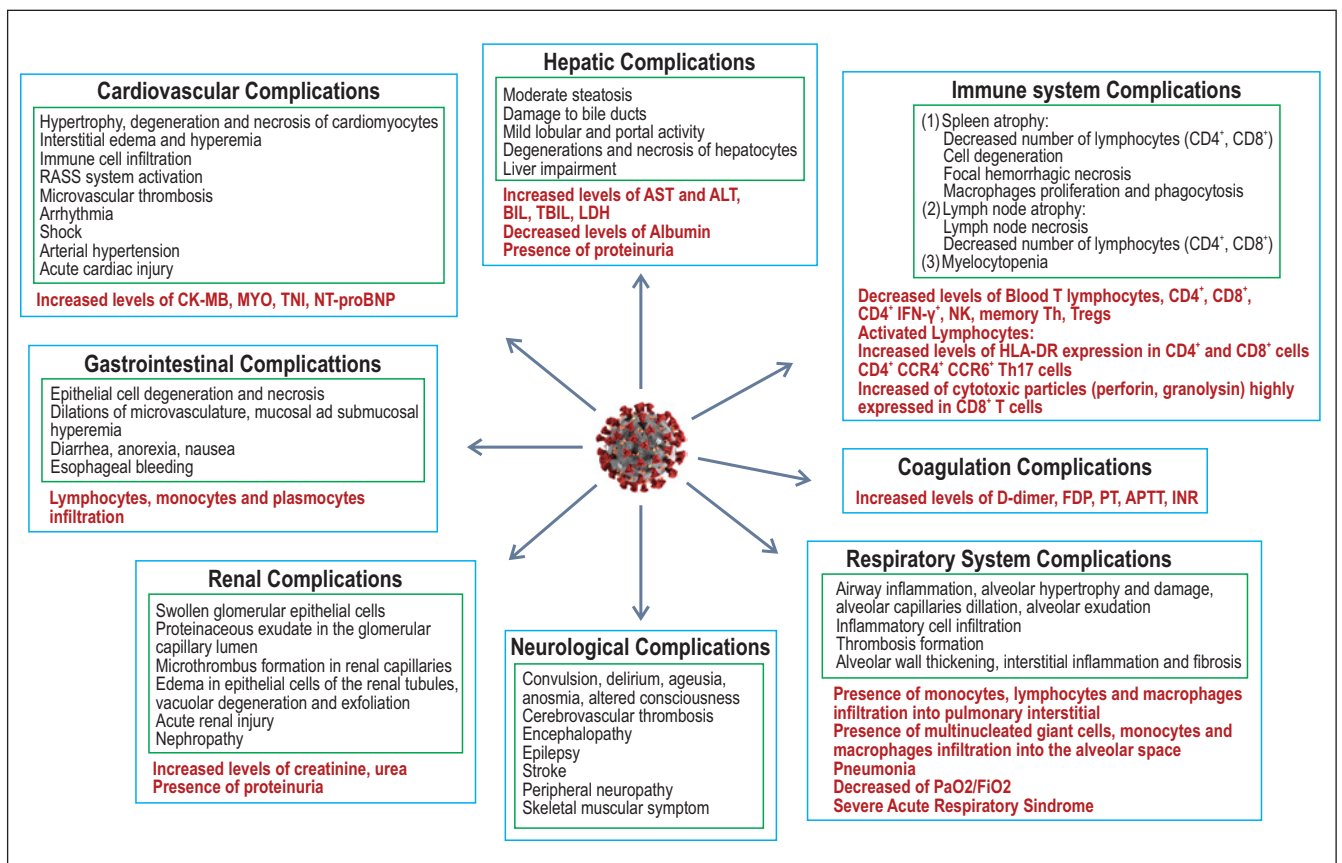 Cardiovascular Complications
Hypertrophy, degeneration and necrosis of cardiomyocytes
Interstitial edema and hyperemia
Immune cell infiltration
RASS system activation
Microvascular thrombosis
Arrhythmia
Shock
Arterial hypertension
Acute cardiac injury
Increased levels of CK-MB, MYO, TNI, NT-proBNP
Hepatic Complications
Moderate steatosis
Damage to bile ducts
Mild lobular and portal activity
Degenerations and necrosis of hepatocytes
Liver impairment
Increased levels of AST and ALT,
BIL, TBIL, LDH
Decreased levels of Albumin
Presence of proteinuria
Immune system Complications
(1) Spleen atrophy:
Decreased number of lymphocytes (CD4⁺, CD8⁺)
Cell degeneration
Focal hemorrhagic necrosis
Macrophages proliferation and phagocytosis
(2) Lymph node atrophy:
Lymph node necrosis
Decreased number of lymphocytes (CD4⁺, CD8⁺)
(3) Myelocytopenia
Decreased levels of Blood T lymphocytes, CD4⁺, CD8⁺,
CD4⁺ IFN-γ⁺, NK, memory Th, Tregs
Activated Lymphocytes:
Increased levels of HLA-DR expression in CD4⁺ and CD8⁺ cells
CD4⁺ CCR4⁺ CCR6⁺ Th17 cells
Increased of cytotoxic particles (perforin, granolysin) highly
expressed in CD8⁺ T cells
Gastrointestinal Complicattions
Epithelial cell degeneration and necrosis
Dilations of microvasculature, mucosal ad submucosal
hyperemia
Diarrhea, anorexia, nausea
Esophageal bleeding
Lymphocytes, monocytes and plasmocytes
infiltration
Coagulation Complications
Increased levels of D-dimer, FDP, PT, APTT, INR
Renal Complications
Swollen glomerular epithelial cells
Proteinaceous exudate in the glomerular
capillary lumen
Microthrombus formation in renal capillaries
Edema in epithelial cells of the renal tubules,
vacuolar degeneration and exfoliation
Acute renal injury
Nephropathy
Increased levels of creatinine, urea
Presence of proteinuria
Neurological Complications
Convulsion, delirium, ageusia,
anosmia, altered consciousness
Cerebrovascular thrombosis
Encephalopathy
Epilepsy
Stroke
Peripheral neuropathy
Skeletal muscular symptom
Respiratory System Complications
Airway inflammation, alveolar hypertrophy and damage,
alveolar capillaries dilation, alveolar exudation
Inflammatory cell infiltration
Thrombosis formation
Alveolar wall thickening, interstitial inflammation and fibrosis
Presence of monocytes, lymphocytes and macrophages
infiltration into pulmonary interstitial
Presence of multinucleated giant cells, monocytes and
macrophages infiltration into the alveolar space
Pneumonia
Decreased of PaO2/FiO2
Severe Acute Respiratory Sindrome